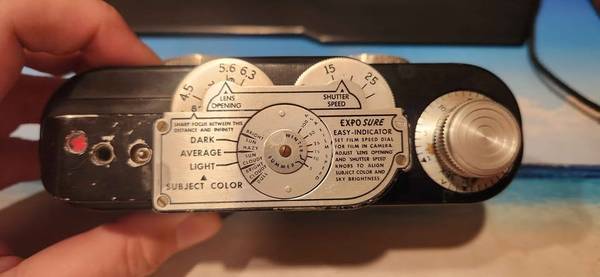 4.5
5.6
6.3
8
LENS
OPENING
15
25
SHUTTER
SPEED
SHARP FOCUS BETWEEN THIS
DISTANCE AND INFINITY
DARK
AVERAGE
LIGHT
SUBJECT COLOR
BRIGHT
SUN
HAZY
SUN
CLOUDY
BRIGHT
CLOUDY
DULL
WINTER
SUMMER
EXPOSURE
EASY-INDICATOR
SET FILM SPEED DIAL
FOR FILM IN CAMERA.
ADJUST 'LENS OPENING'
AND 'SHUTTER SPEED'
KNOBS TO ALIGN
SUBJECT COLOR AND
SKY BRIGHTNESS